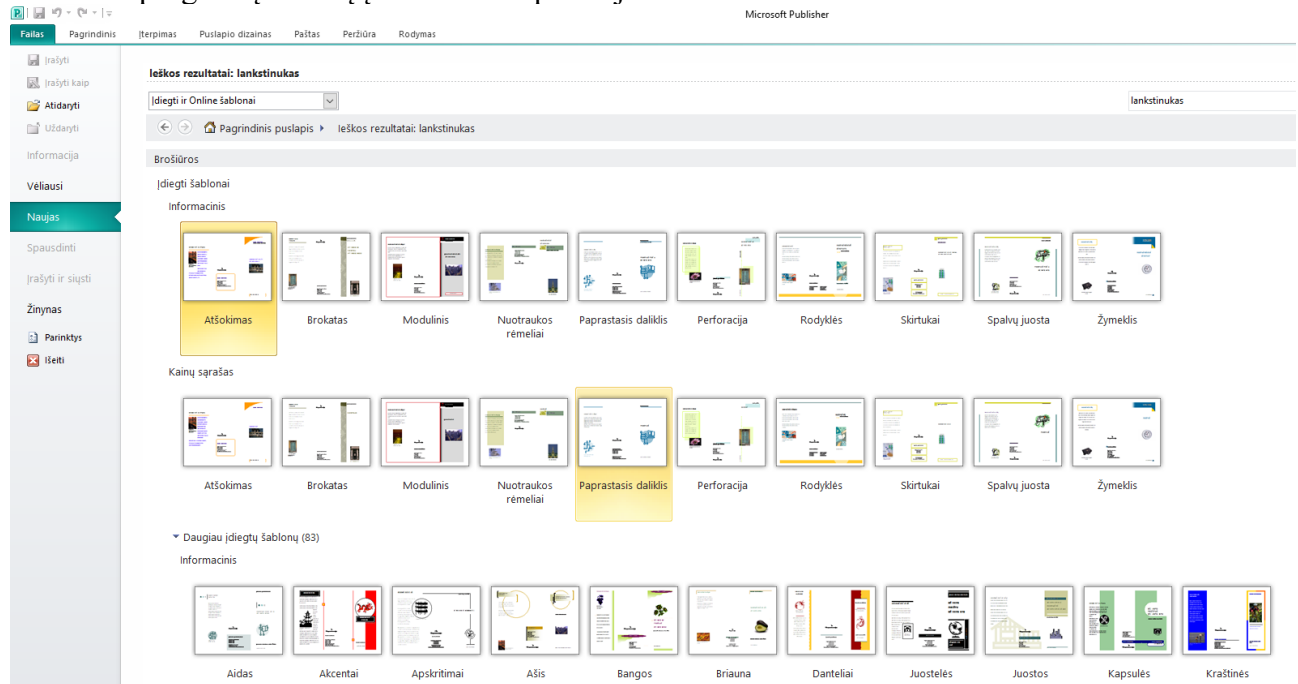 Microsoft Publisher
Failas Pagrindinis Įterpimas Puslapio dizainas Paštas Peržiūra Rodymas
Įrašyti
Įrašyti kaip
Atidaryti
Uždaryti
Informacija
Vėliausi
Naujas
Spausdinti
Įrašyti ir siųsti
Žinynas
Parinktys
Išeiti
Ieškos rezultatai: lankstinukas
Įdiegti ir Online šablonai
lankstinukas
Pagrindinis puslapis Ieškos rezultatai: lankstinukas
Brošiūros
Įdiegti šablonai
Informacinis
Atšokimas Brokatas Modulinis Nuotraukos rėmeliai Paprastasis daliklis Perforacija Rodyklės Skirtukai Spalvų juosta Žymeklis
Kainų sąrašas
Atšokimas Brokatas Modulinis Nuotraukos rėmeliai Paprastasis daliklis Perforacija Rodyklės Skirtukai Spalvų juosta Žymeklis
Daugiau įdiegtų šablonų (83)
Informacinis
Aidas Akcentai Apskritimai Ašis Bangos Briauna Danteliai Juostelės Juostos Kapsulės Kraštinės